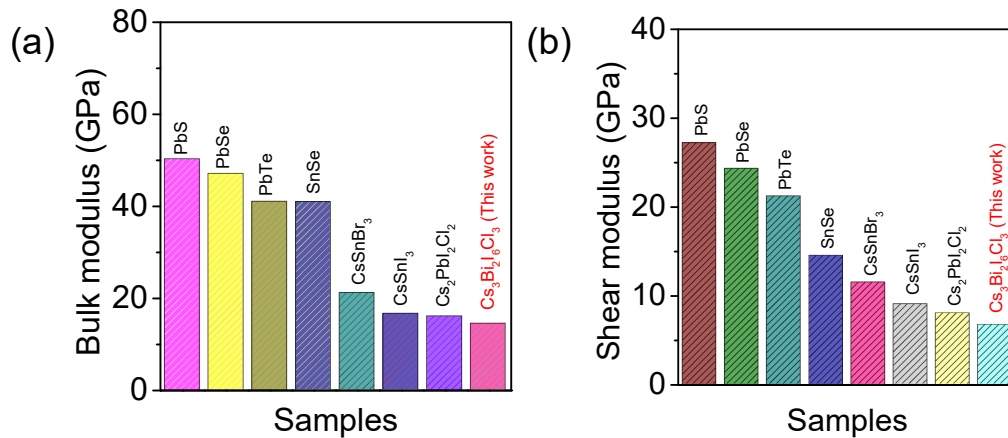 (a)
Bulk modulus (GPa)
80
60
40
20
0
PbS
PbSe
PbTe
SnSe
CsSnBr₃
CsSnI₃
Cs₂PbI₂Cl₂
Cs₃Bi₂I₆Cl₃ (This work)
Samples
(b)
Shear modulus (GPa)
40
30
20
10
0
PbS
PbSe
PbTe
SnSe
CsSnBr₃
CsSnI₃
Cs₂PbI₂Cl₂
Cs₃Bi₂I₆Cl₃ (This work)
Samples